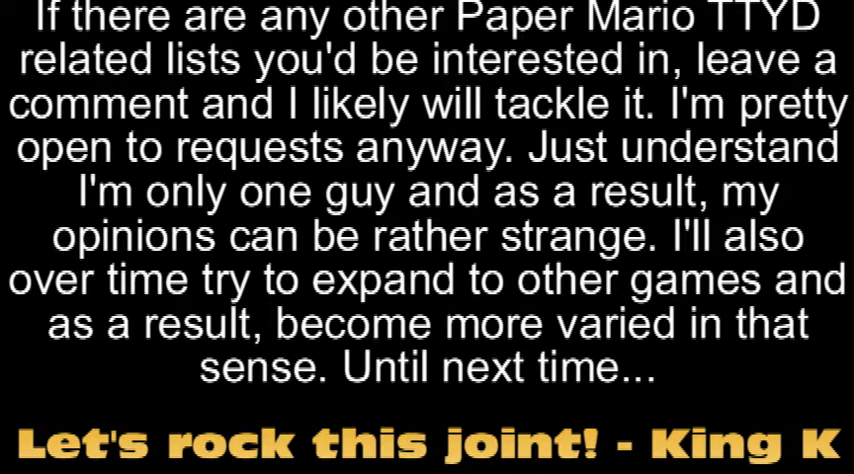 If there are any other Paper Mario TTYD
related lists you'd be interested in, leave a
comment and I likely will tackle it. I'm pretty
open to requests anyway. Just understand
I'm only one guy and as a result, my
opinions can be rather strange. I'll also
over time try to expand to other games and
as a result, become more varied in that
sense. Until next time...
Let's rock this joint! - King K